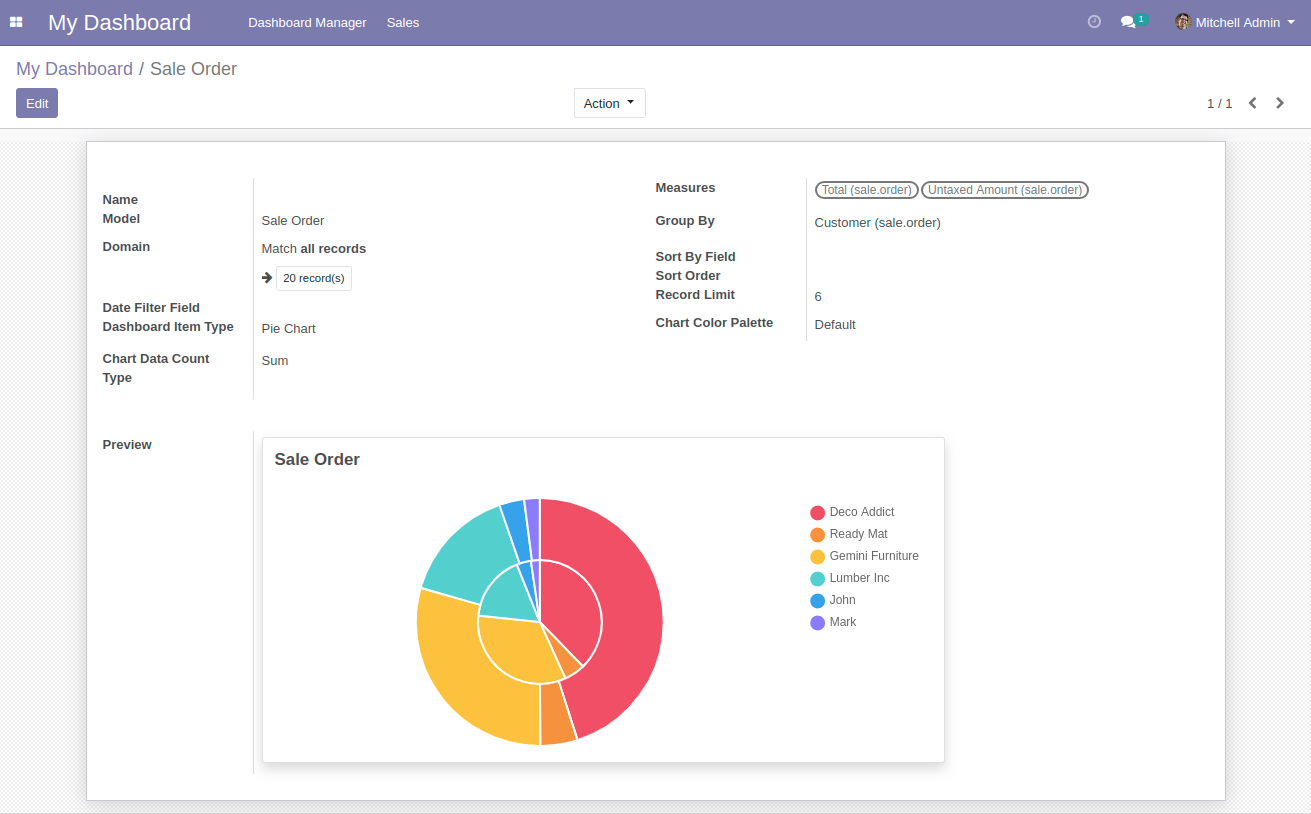 My Dashboard Dashboard Manager Sales 1 Mitchell Admin
My Dashboard / Sale Order
Edit Action 1 / 1
Name
Model Sale Order
Domain Match all records
20 record(s)
Date Filter Field
Dashboard Item Type Pie Chart
Chart Data Count Type Sum
Measures Total (sale.order) Untaxed Amount (sale.order)
Group By Customer (sale.order)
Sort By Field
Sort Order
Record Limit 6
Chart Color Palette Default
Preview
Sale Order
Deco Addict
Ready Mat
Gemini Furniture
Lumber Inc
John
Mark